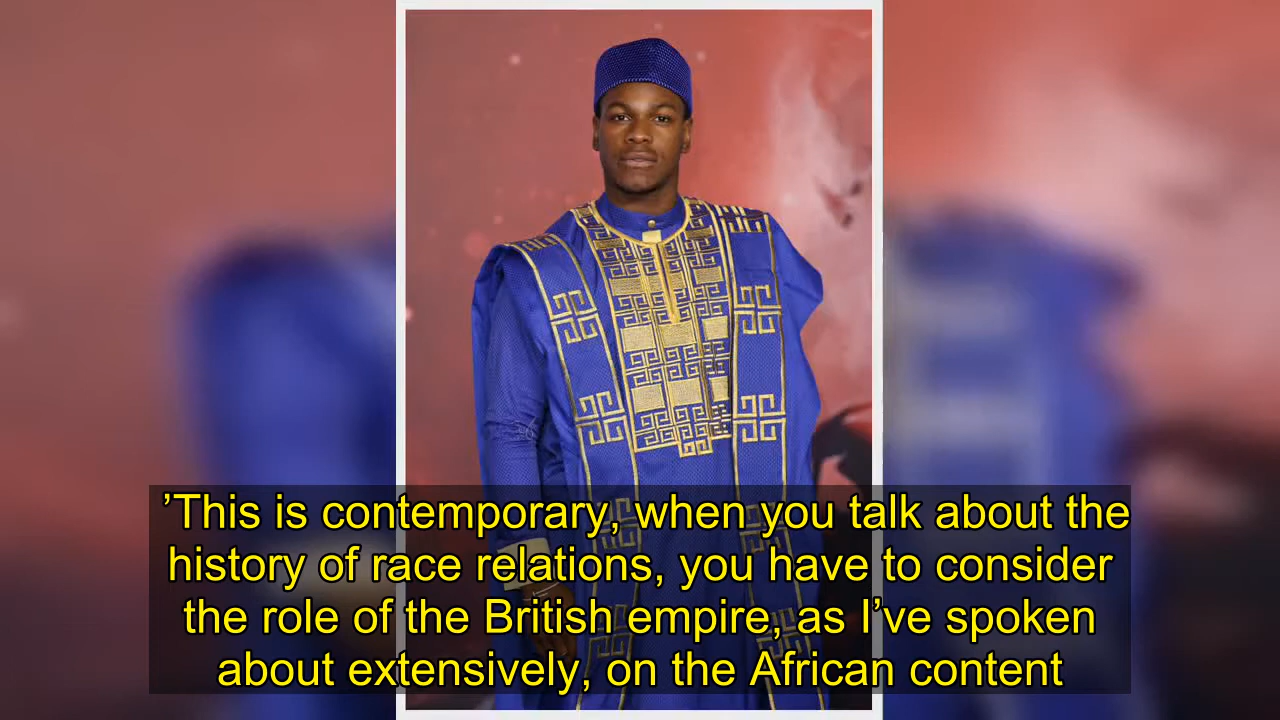 ’This is contemporary, when you talk about the
history of race relations, you have to consider
the role of the British empire, as I’ve spoken
about extensively, on the African content